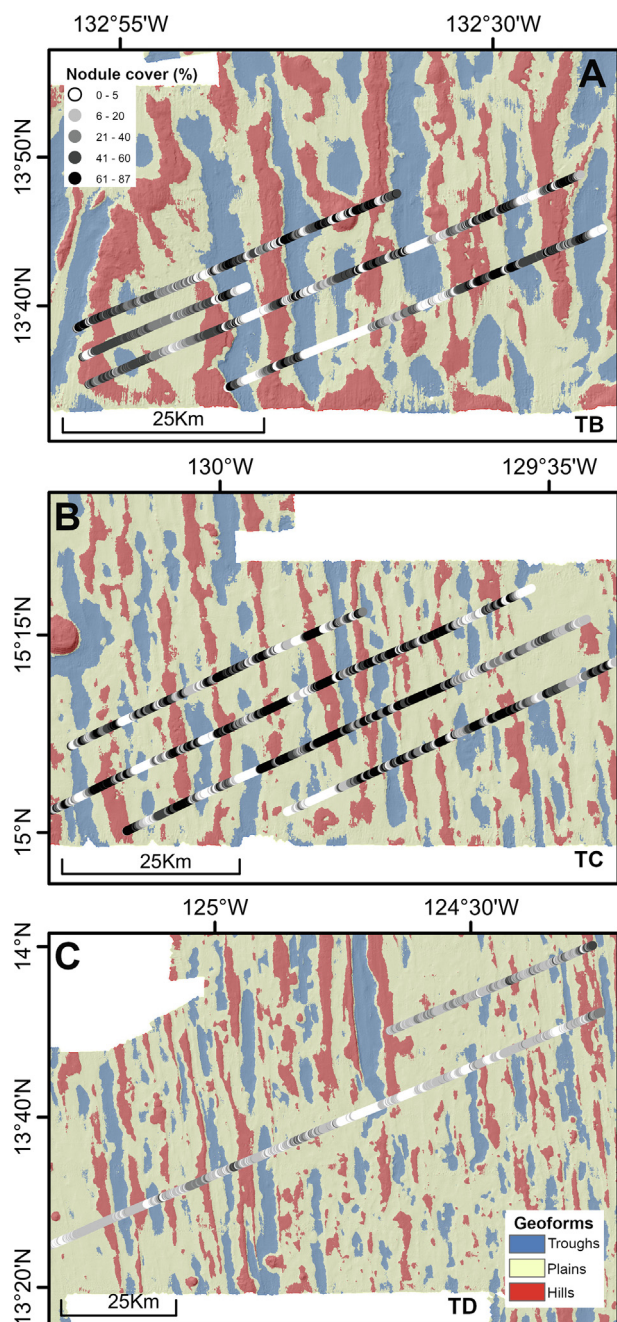 132°55'W 132°30'W
A
Nodule cover (%)
0 - 5
6 - 20
21 - 40
41 - 60
61 - 87
13°50'N
13°40'N
25Km
TB
130°W 129°35'W
B
15°15'N
15°N
25Km
TC
125°W 124°30'W
C
14°N
13°40'N
13°20'N
Geoforms
Troughs
Plains
Hills
25Km
TD